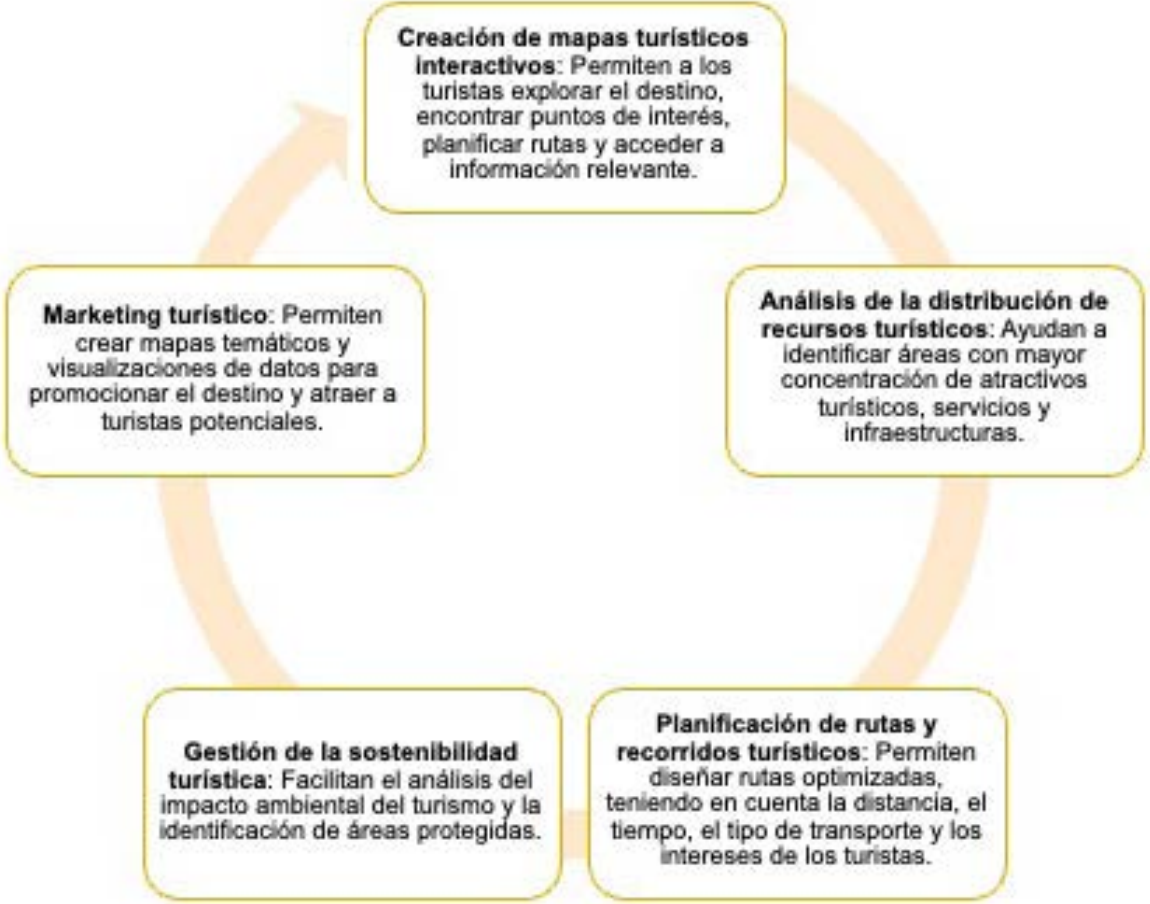 Creación de mapas turísticos
interactivos: Permiten a los
turistas explorar el destino,
encontrar puntos de interés,
planificar rutas y acceder a
información relevante.
Análisis de la distribución de
recursos turísticos: Ayudan a
identificar áreas con mayor
concentración de atractivos
turísticos, servicios y
infraestructuras.
Planificación de rutas y
recorridos turísticos: Permiten
diseñar rutas optimizadas,
teniendo en cuenta la distancia, el
tiempo, el tipo de transporte y los
intereses de los turistas.
Gestión de la sostenibilidad
turística: Facilitan el análisis del
impacto ambiental del turismo y la
identificación de áreas protegidas.
Marketing turístico: Permiten
crear mapas temáticos y
visualizaciones de datos para
promocionar el destino y atraer a
turistas potenciales.